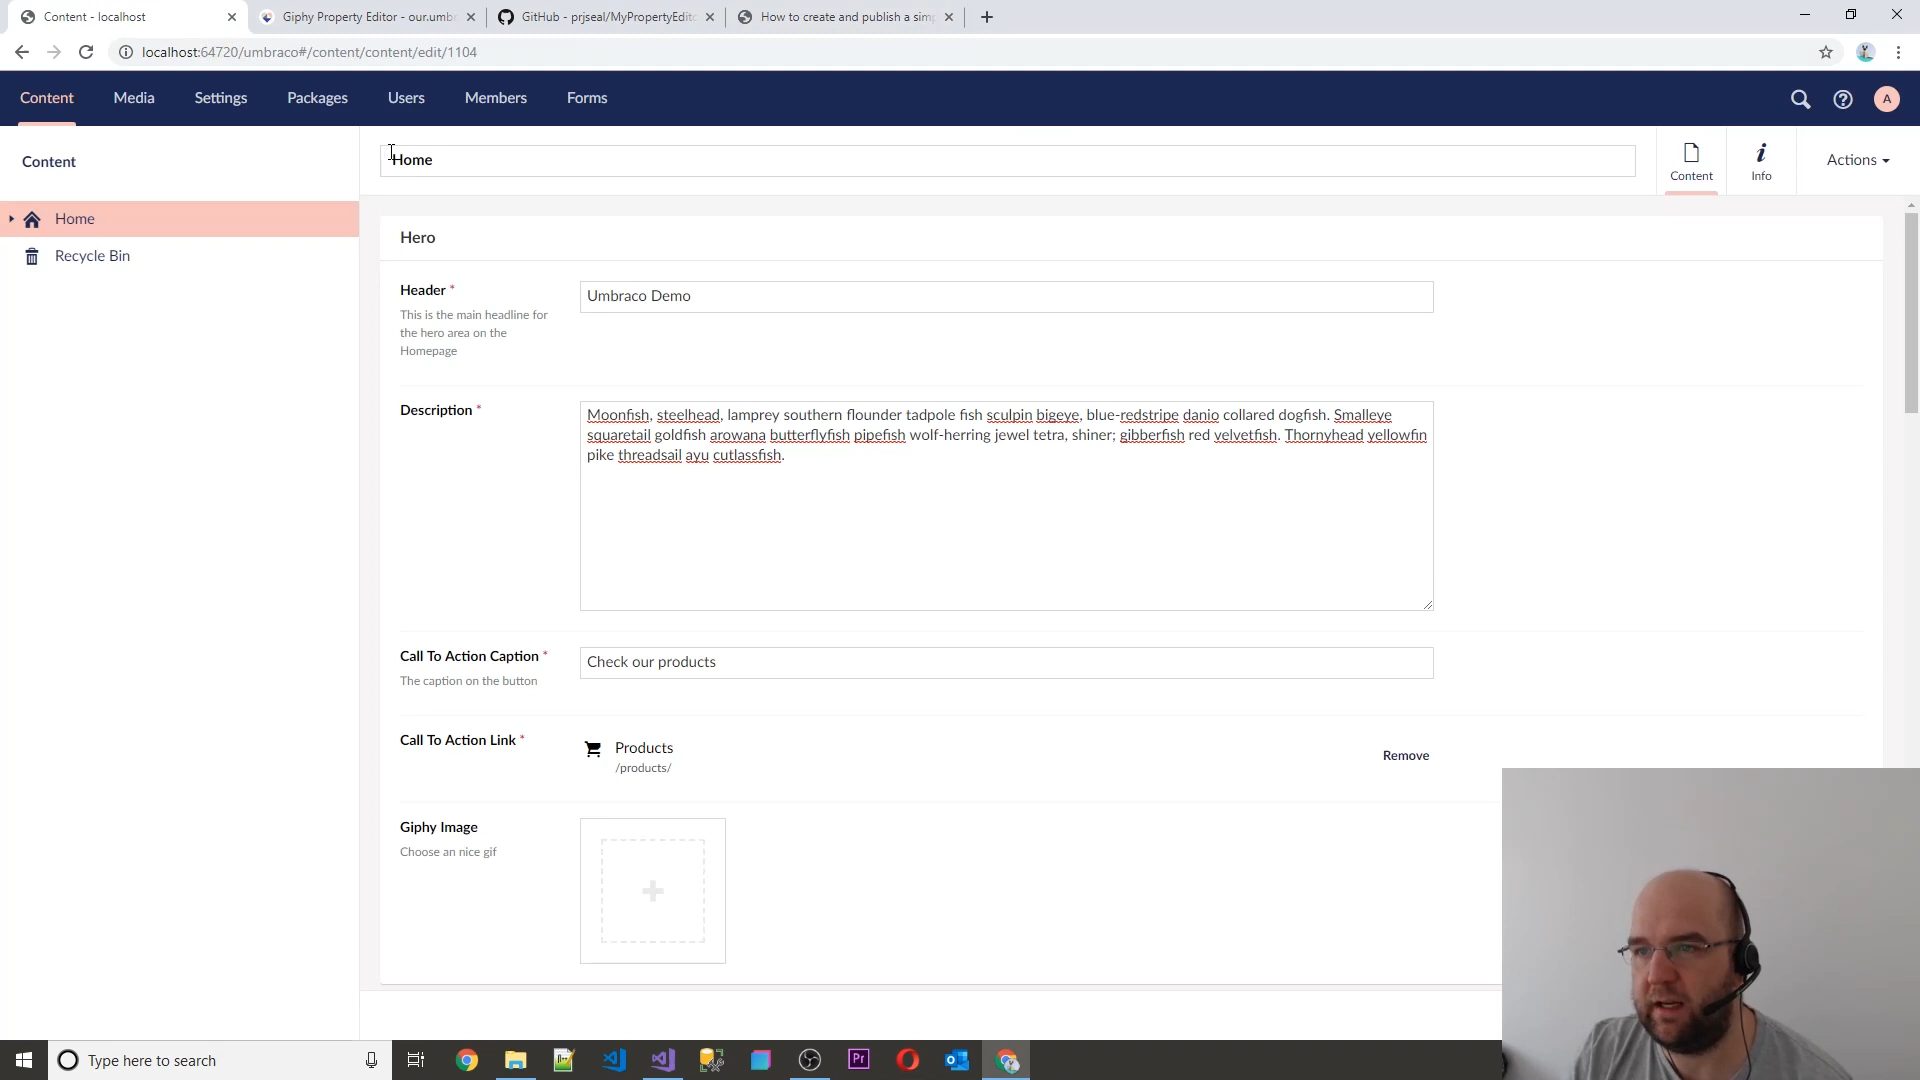 Content - localhost
Giphy Property Editor - our.umbr
GitHub - prjseal/MyPropertyEdito
How to create and publish a simp
localhost:64720/umbraco#/content/content/edit/1104
Content
Media
Settings
Packages
Users
Members
Forms
A
Content
Home
Content
Info
Actions
Home
Recycle Bin
Hero
Header *
This is the main headline for
the hero area on the
Homepage
Umbraco Demo
Description *
Moonfish, steelhead, lamprey southern flounder tadpole fish sculpin bigeye, blue-redstripe danio collared dogfish. Smalleye
squaretail goldfish arowana butterflyfish pipefish wolf-herring jewel tetra, shiner; gibberfish red velvetfish. Thornyhead yellowfin
pike threadsail ayu cutlassfish.
Call To Action Caption *
The caption on the button
Check our products
Call To Action Link *
Products
/products/
Remove
Giphy Image
Choose an nice gif
Type here to search
Pr